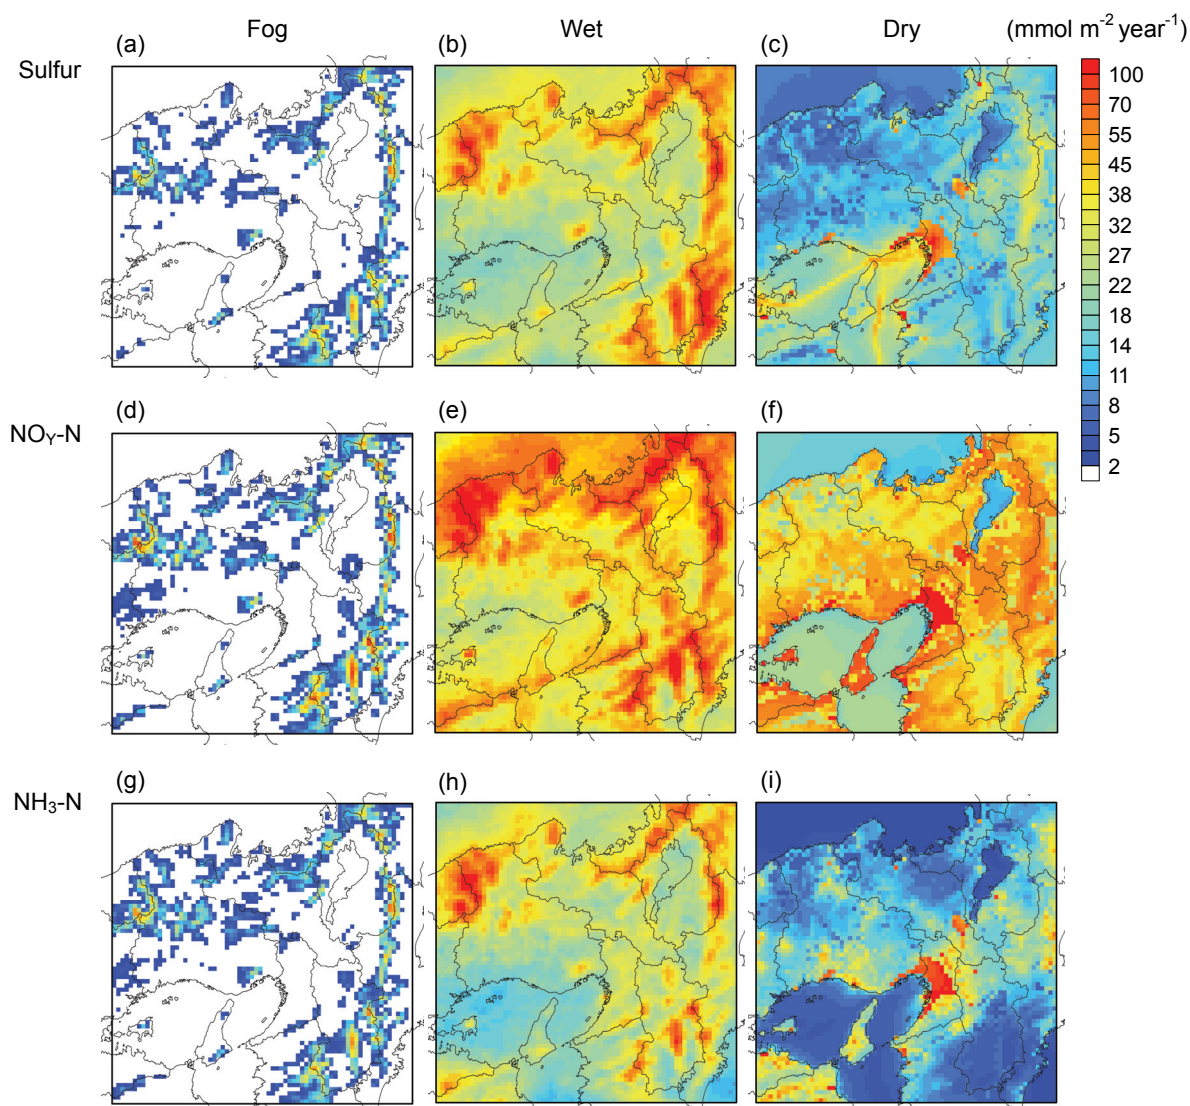 Fog Wet Dry (mmol m⁻² year⁻¹)
(a) (b) (c)
Sulfur
100
70
55
45
38
32
27
22
18
14
11
8
5
2
(d) (e) (f)
NOY-N
(g) (h) (i)
NH₃-N